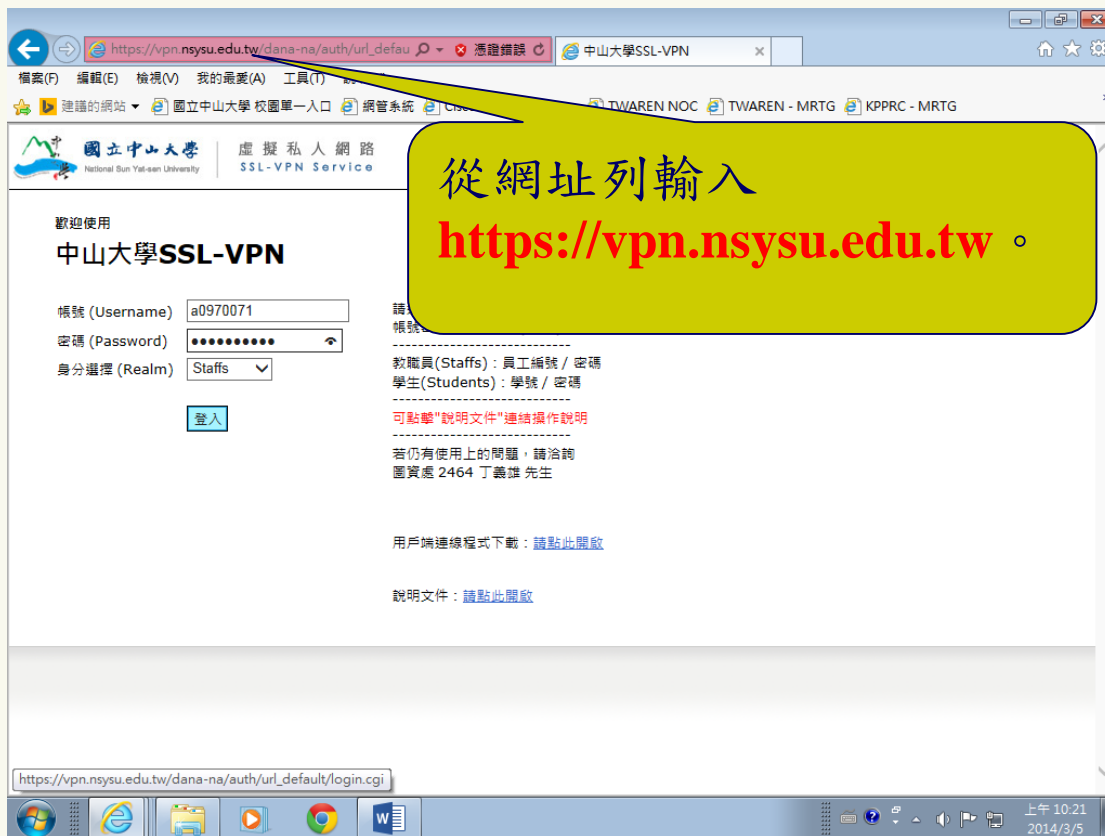 https://vpn.nsysu.edu.tw/dana-na/auth/url_defau
憑證錯誤
中山大學SSL-VPN
檔案(F) 編輯(E) 檢視(V) 我的最愛(A) 工具(T)
建議的網站 國立中山大學 校園單一入口 網管系統 TWAREN NOC TWAREN - MRTG KPPRC - MRTG
國立中山大學 虛擬私人網路
National Sun Yat-sen University SSL-VPN Service
從網址列輸入
https://vpn.nsysu.edu.tw。
歡迎使用
中山大學SSL-VPN
帳號 (Username) a0970071
密碼 (Password) ••••••••••
身分選擇 (Realm) Staffs
登入
帳號
----------------------------
教職員(Staffs)：員工編號 / 密碼
學生(Students)：學號 / 密碼
----------------------------
可點擊"說明文件"連結操作說明
----------------------------
若仍有使用上的問題，請洽詢
圖資處 2464 丁義雄 先生
用戶端連線程式下載：請點此開啟
說明文件：請點此開啟
https://vpn.nsysu.edu.tw/dana-na/auth/url_default/login.cgi
上午 10:21
2014/3/5